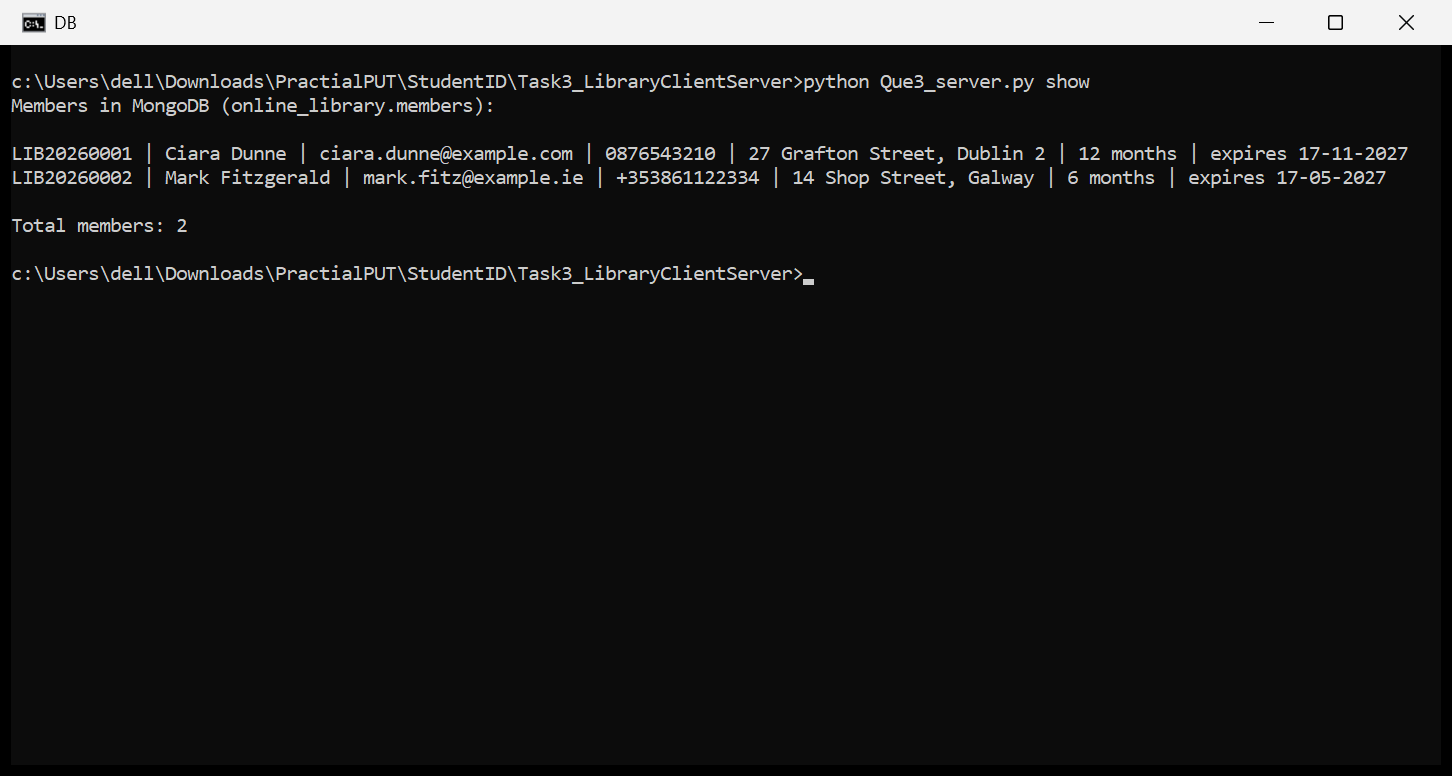 DB
c:\Users\dell\Downloads\PractialPUT\StudentID\Task3_LibraryClientServer>python Que3_server.py show
Members in MongoDB (online_library.members):
LIB20260001 | Ciara Dunne | ciara.dunne@example.com | 0876543210 | 27 Grafton Street, Dublin 2 | 12 months | expires 17-11-2027
LIB20260002 | Mark Fitzgerald | mark.fitz@example.ie | +353861122334 | 14 Shop Street, Galway | 6 months | expires 17-05-2027
Total members: 2
c:\Users\dell\Downloads\PractialPUT\StudentID\Task3_LibraryClientServer>